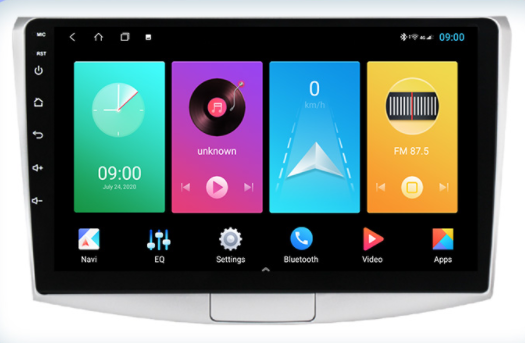 MIC
RST
09:00
0
km/h
unknown
FM 87.5
09:00
July 24, 2020
Navi
EQ
Settings
Bluetooth
Video
Apps